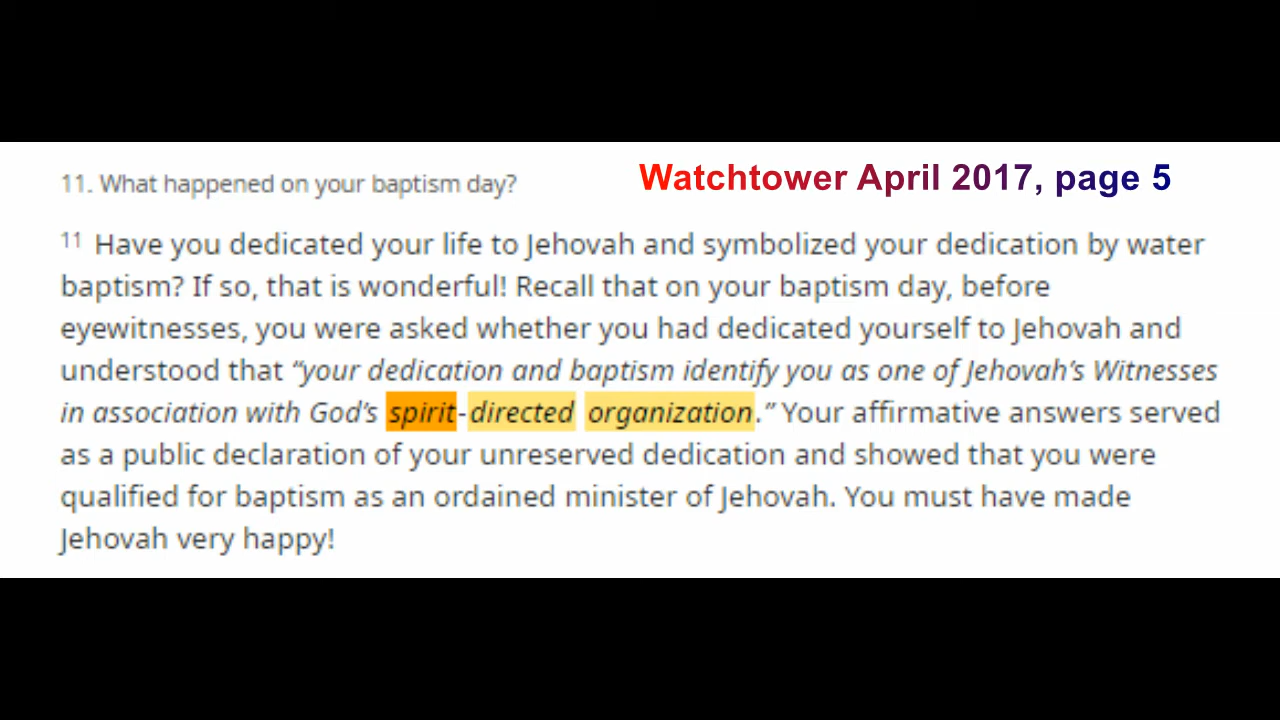 11. What happened on your baptism day?
Watchtower April 2017, page 5
11 Have you dedicated your life to Jehovah and symbolized your dedication by water
baptism? If so, that is wonderful! Recall that on your baptism day, before
eyewitnesses, you were asked whether you had dedicated yourself to Jehovah and
understood that “your dedication and baptism identify you as one of Jehovah’s Witnesses
in association with God’s spirit-directed organization.” Your affirmative answers served
as a public declaration of your unreserved dedication and showed that you were
qualified for baptism as an ordained minister of Jehovah. You must have made
Jehovah very happy!